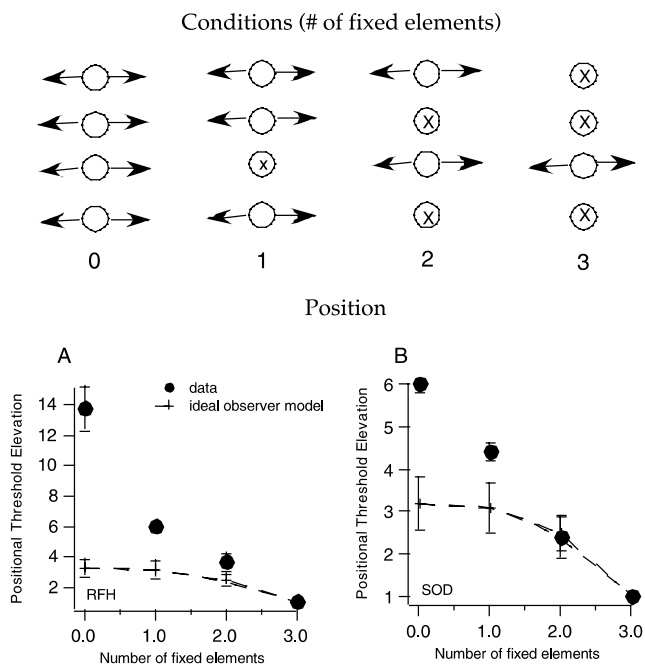 Conditions (# of fixed elements)
X
X
X
X
X
X
0 1 2 3
Position
A
data
ideal observer model
Positional Threshold Elevation
14
12
10
8
6
4
2
RFH
0.0 1.0 2.0 3.0
Number of fixed elements
B
Positional Threshold Elevation
6
5
4
3
2
1
SOD
0.0 1.0 2.0 3.0
Number of fixed elements